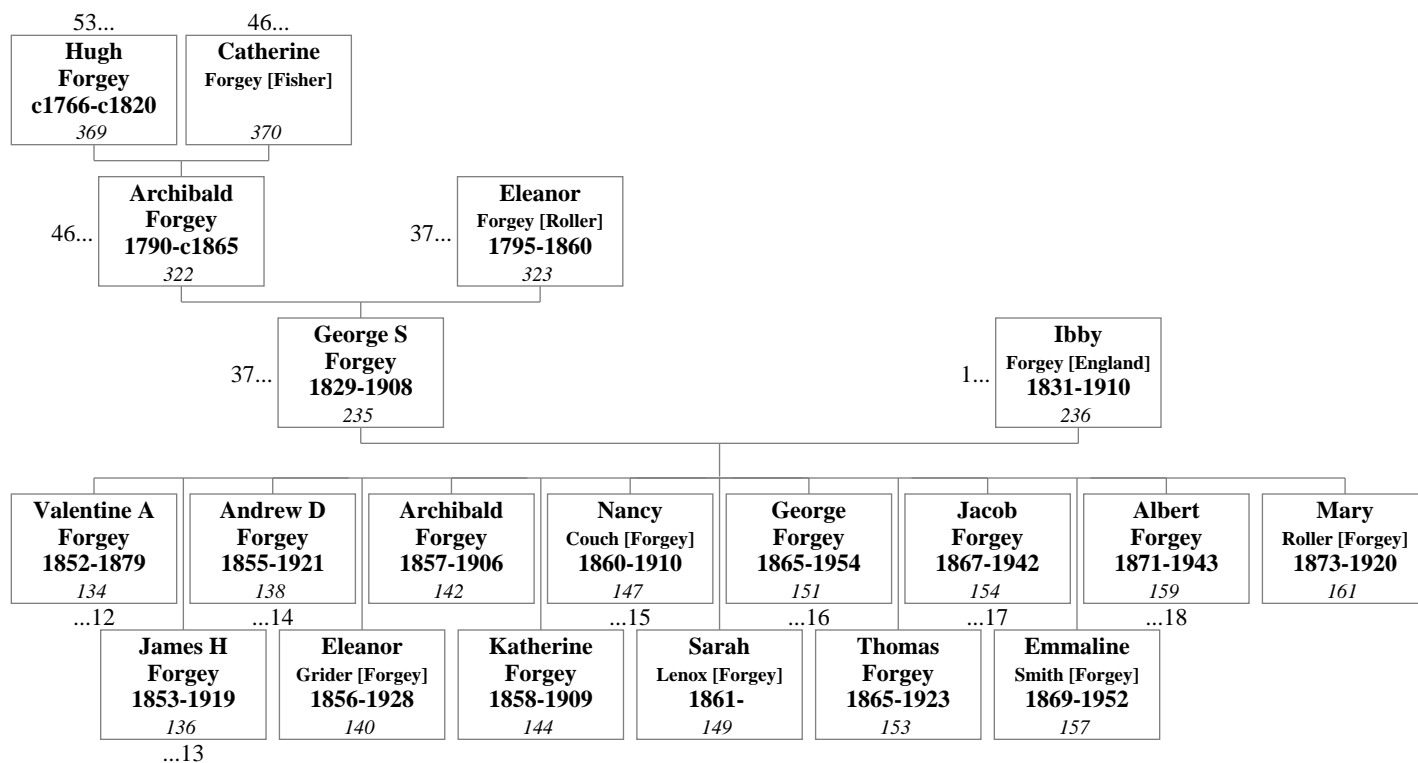 53...
46...
Hugh
Forgey
c1766-c1820
369
Catherine
Forgey [Fisher]
370
46...
Archibald
Forgey
1790-c1865
322
37...
Eleanor
Forgey [Roller]
1795-1860
323
37...
George S
Forgey
1829-1908
235
1...
Ibby
Forgey [England]
1831-1910
236
Valentine A
Forgey
1852-1879
134
...12
Andrew D
Forgey
1855-1921
138
...14
Archibald
Forgey
1857-1906
142
Nancy
Couch [Forgey]
1860-1910
147
...15
George
Forgey
1865-1954
151
...16
Jacob
Forgey
1867-1942
154
...17
Albert
Forgey
1871-1943
159
...18
Mary
Roller [Forgey]
1873-1920
161
James H
Forgey
1853-1919
136
...13
Eleanor
Grider [Forgey]
1856-1928
140
Katherine
Forgey
1858-1909
144
Sarah
Lenox [Forgey]
1861-
149
Thomas
Forgey
1865-1923
153
Emmaline
Smith [Forgey]
1869-1952
157